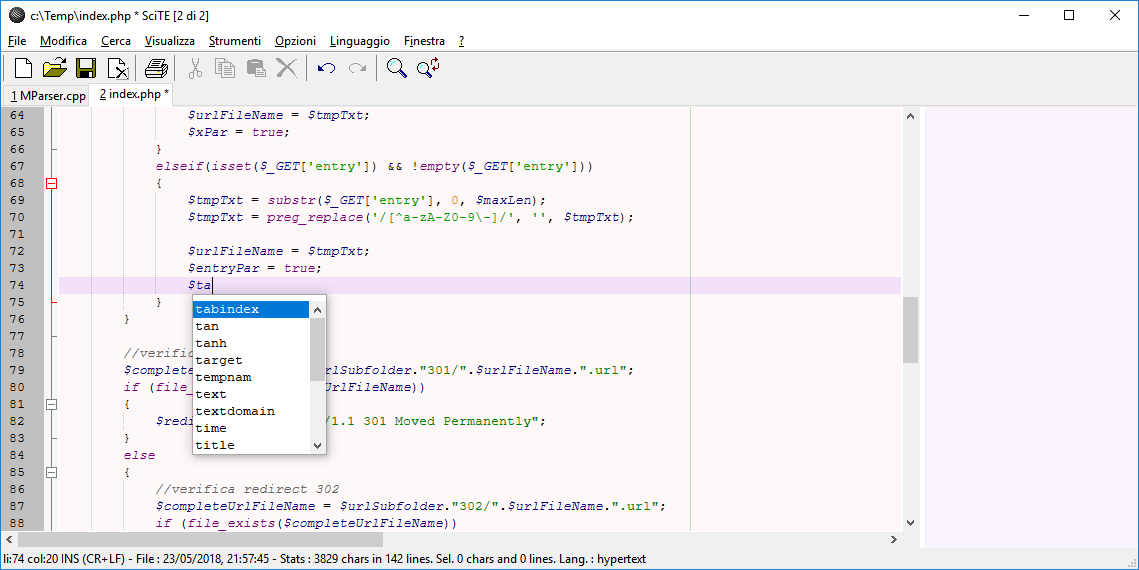 c:\Temp\index.php * SciTE [2 di 2]
File Modifica Cerca Visualizza Strumenti Opzioni Linguaggio Finestra ?
1 MParser.cpp 2 index.php *
64 $urlFileName = $tmpTxt;
65 $xPar = true;
66 }
67 elseif(isset($_GET['entry']) && !empty($_GET['entry']))
68 {
69 $tmpTxt = substr($_GET['entry'], 0, $maxLen);
70 $tmpTxt = preg_replace('/[^a-zA-Z0-9\-]/', '', $tmpTxt);
71
72 $urlFileName = $tmpTxt;
73 $entryPar = true;
74 $ta
75 }
76 }
77
78 //verific
79 $complete rlSubfolder."301/".$urlFileName.".url";
80 if (file_ UrlFileName))
81 {
82 $redi /1.1 301 Moved Permanently";
83 }
84 else
85 {
86 //verifica redirect 302
87 $completeUrlFileName = $urlSubfolder."302/".$urlFileName.".url";
88 if (file_exists($completeUrlFileName))
tabindex
tan
tanh
target
tempnam
text
textdomain
time
title
li:74 col:20 INS (CR+LF) - File : 23/05/2018, 21:57:45 - Stats : 3829 chars in 142 lines. Sel. 0 chars and 0 lines. Lang. : hypertext